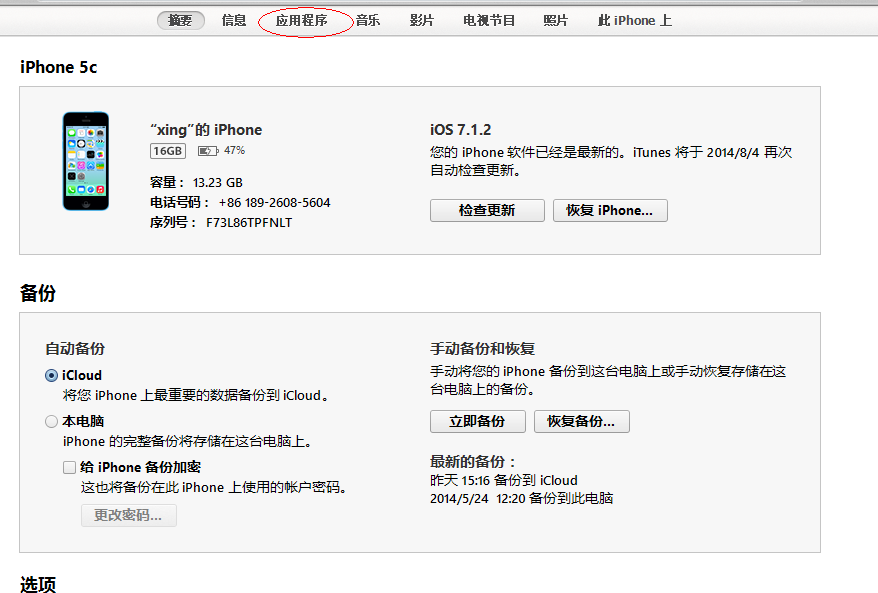 摘要 信息 应用程序 音乐 影片 电视节目 照片 此 iPhone 上
iPhone 5c
“xing”的 iPhone
16GB 47%
容量： 13.23 GB
电话号码： +86 189-2608-5604
序列号： F73L86TPFNLT
iOS 7.1.2
您的 iPhone 软件已经是最新的。iTunes 将于 2014/8/4 再次
自动检查更新。
检查更新 恢复 iPhone...
备份
自动备份
iCloud
将您 iPhone 上最重要的数据备份到 iCloud。
本电脑
iPhone 的完整备份将存储在这台电脑上。
给 iPhone 备份加密
这也将备份在此 iPhone 上使用的帐户密码。
更改密码...
手动备份和恢复
手动将您的 iPhone 备份到这台电脑上或手动恢复存储在这
台电脑上的备份。
立即备份 恢复备份...
最新的备份：
昨天 15:16 备份到 iCloud
2014/5/24 12:20 备份到此电脑
选项